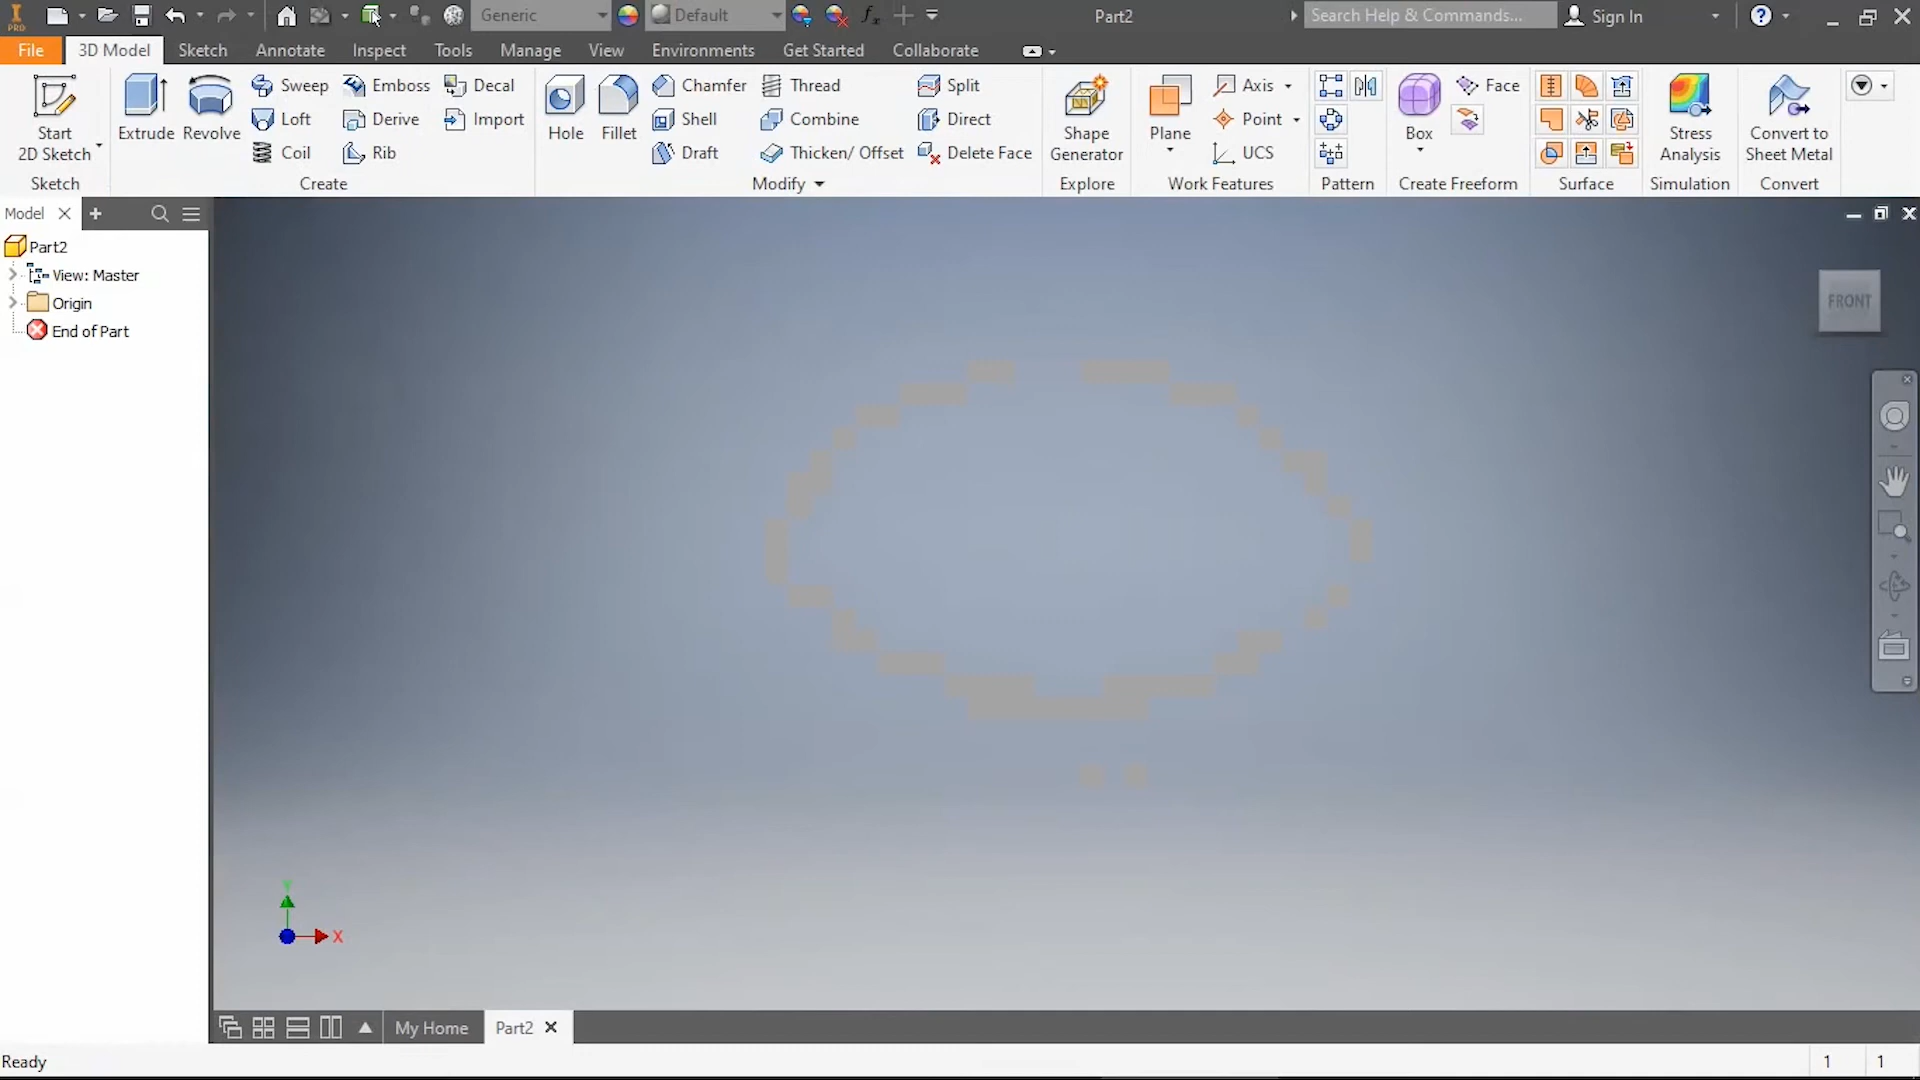 PRO
Generic
Default
fx
Part2
Search Help & Commands...
Sign In
File
3D Model
Sketch
Annotate
Inspect
Tools
Manage
View
Environments
Get Started
Collaborate
Start
2D Sketch
Sketch
Extrude
Revolve
Sweep
Loft
Coil
Emboss
Derive
Rib
Decal
Import
Create
Hole
Fillet
Chamfer
Shell
Draft
Thread
Combine
Thicken/ Offset
Split
Direct
Delete Face
Modify
Shape
Generator
Explore
Plane
Axis
Point
UCS
Work Features
Pattern
Box
Face
Create Freeform
Surface
Stress
Analysis
Simulation
Convert to
Sheet Metal
Convert
Model
Part2
View: Master
Origin
End of Part
FRONT
Y
X
My Home
Part2
Ready
1
1